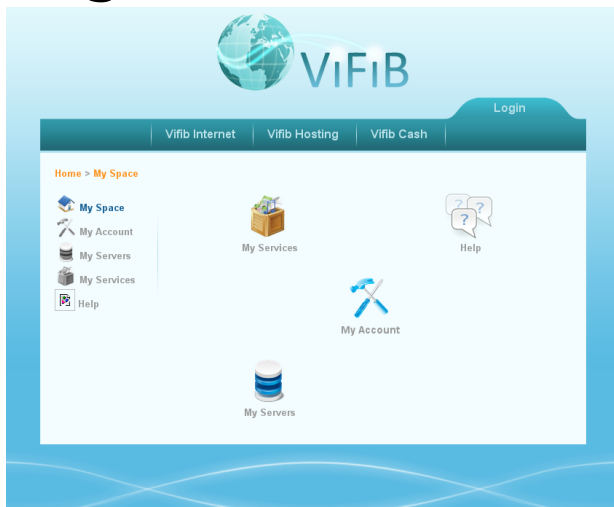 ViFiB
Login
Vifib Internet Vifib Hosting Vifib Cash
Home > My Space
My Space
My Account
My Servers
My Services
Help
My Services
Help
My Account
My Servers